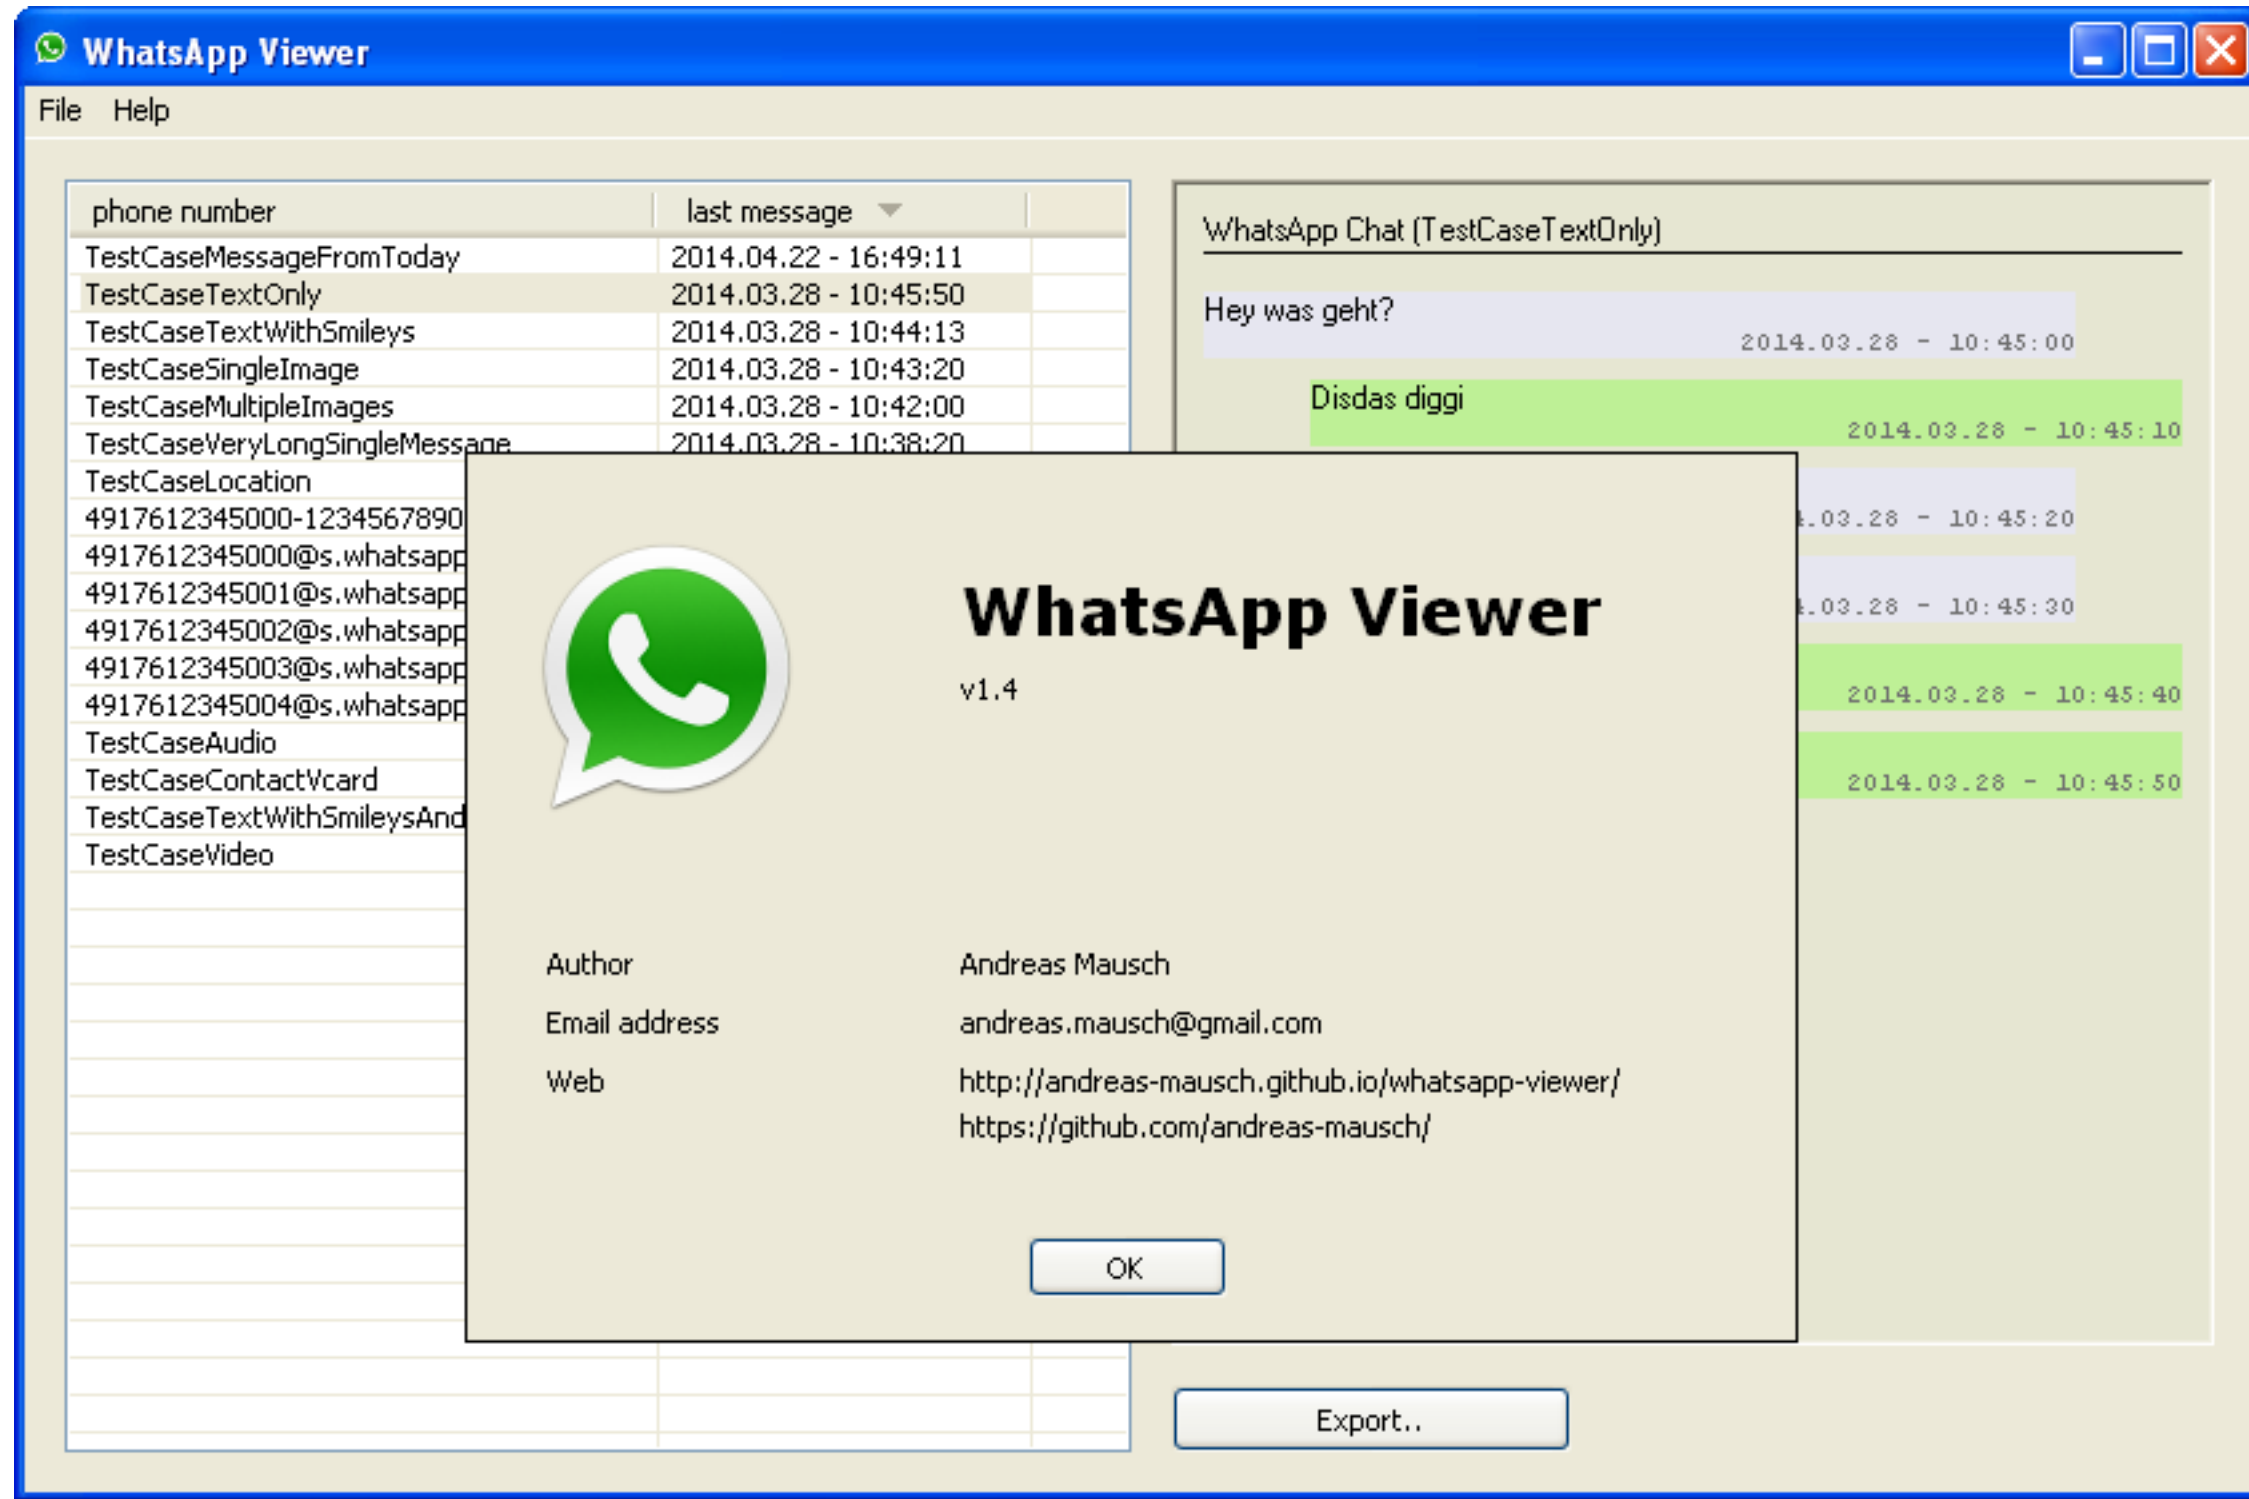 WhatsApp Viewer
File Help
phone number last message
TestCaseMessageFromToday 2014.04.22 - 16:49:11
TestCaseTextOnly 2014.03.28 - 10:45:50
TestCaseTextWithSmileys 2014.03.28 - 10:44:13
TestCaseSingleImage 2014.03.28 - 10:43:20
TestCaseMultipleImages 2014.03.28 - 10:42:00
TestCaseVeryLongSingleMessage 2014.03.28 - 10:38:20
TestCaseLocation
4917612345000-1234567890
4917612345000@s.whatsapp
4917612345001@s.whatsapp
4917612345002@s.whatsapp
4917612345003@s.whatsapp
4917612345004@s.whatsapp
TestCaseAudio
TestCaseContactVcard
TestCaseTextWithSmileysAnd
TestCaseVideo
WhatsApp Chat (TestCaseTextOnly)
Hey was geht?
2014.03.28 - 10:45:00
Disdas diggi
2014.03.28 - 10:45:10
.03.28 - 10:45:20
.03.28 - 10:45:30
2014.03.28 - 10:45:40
2014.03.28 - 10:45:50
WhatsApp Viewer
v1.4
Author Andreas Mausch
Email address andreas.mausch@gmail.com
Web http://andreas-mausch.github.io/whatsapp-viewer/
https://github.com/andreas-mausch/
OK
Export..